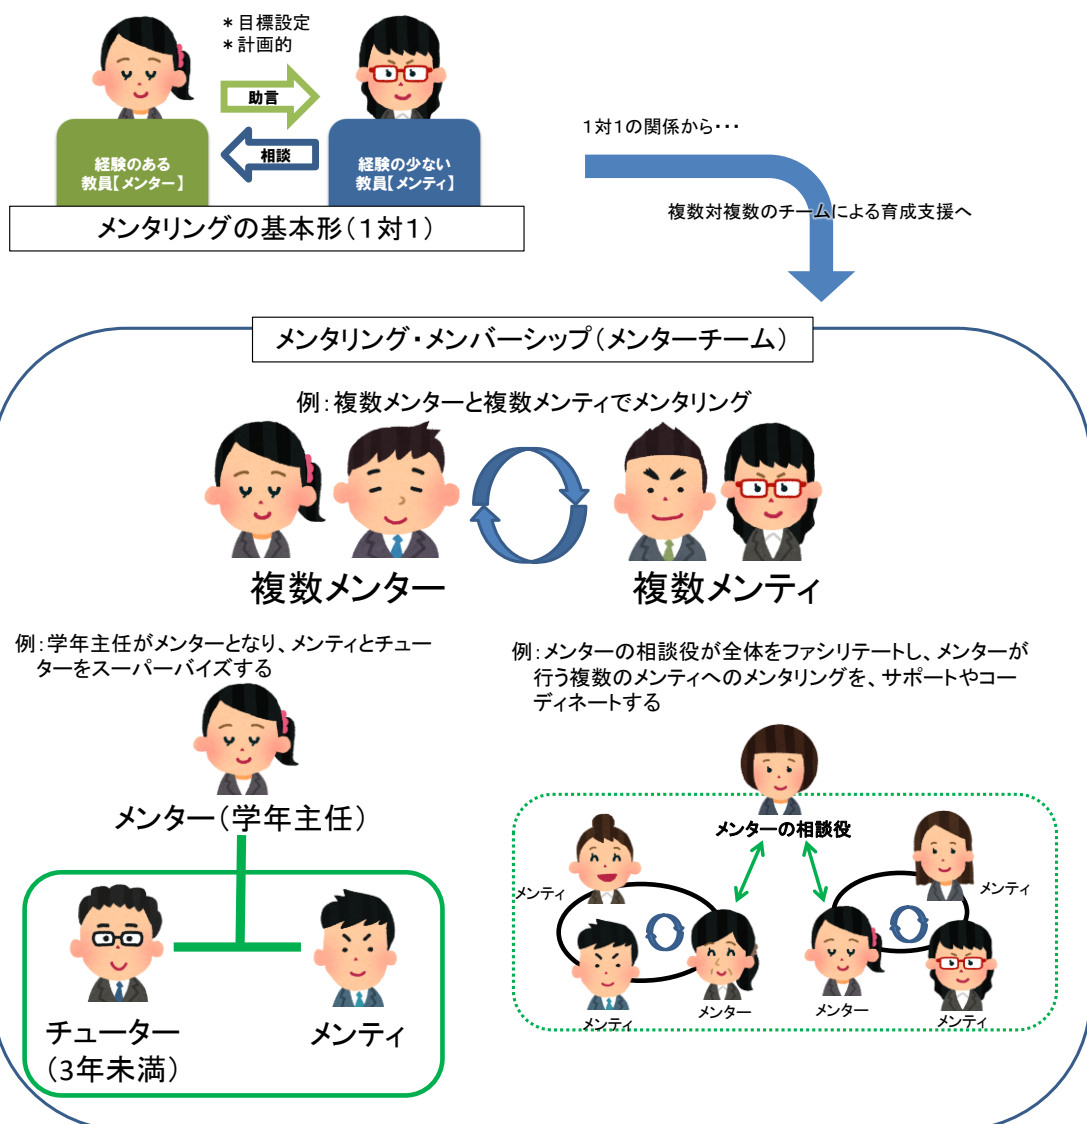 ＊目標設定
＊計画的
助言
相談
経験のある
教員【メンター】
経験の少ない
教員【メンティ】
メンタリングの基本形（１対１）
１対１の関係から・・・
複数対複数のチームによる育成支援へ
メンタリング・メンバーシップ（メンターチーム）
例：複数メンターと複数メンティでメンタリング
複数メンター
複数メンティ
例：学年主任がメンターとなり、メンティとチュー
ターをスーパーバイズする
メンター（学年主任）
チューター
（3年未満）
メンティ
例：メンターの相談役が全体をファシリテートし、メンターが
行う複数のメンティへのメンタリングを、サポートやコー
ディネートする
メンターの相談役
メンティ
メンティ
メンティ
メンター
メンター
メンティ